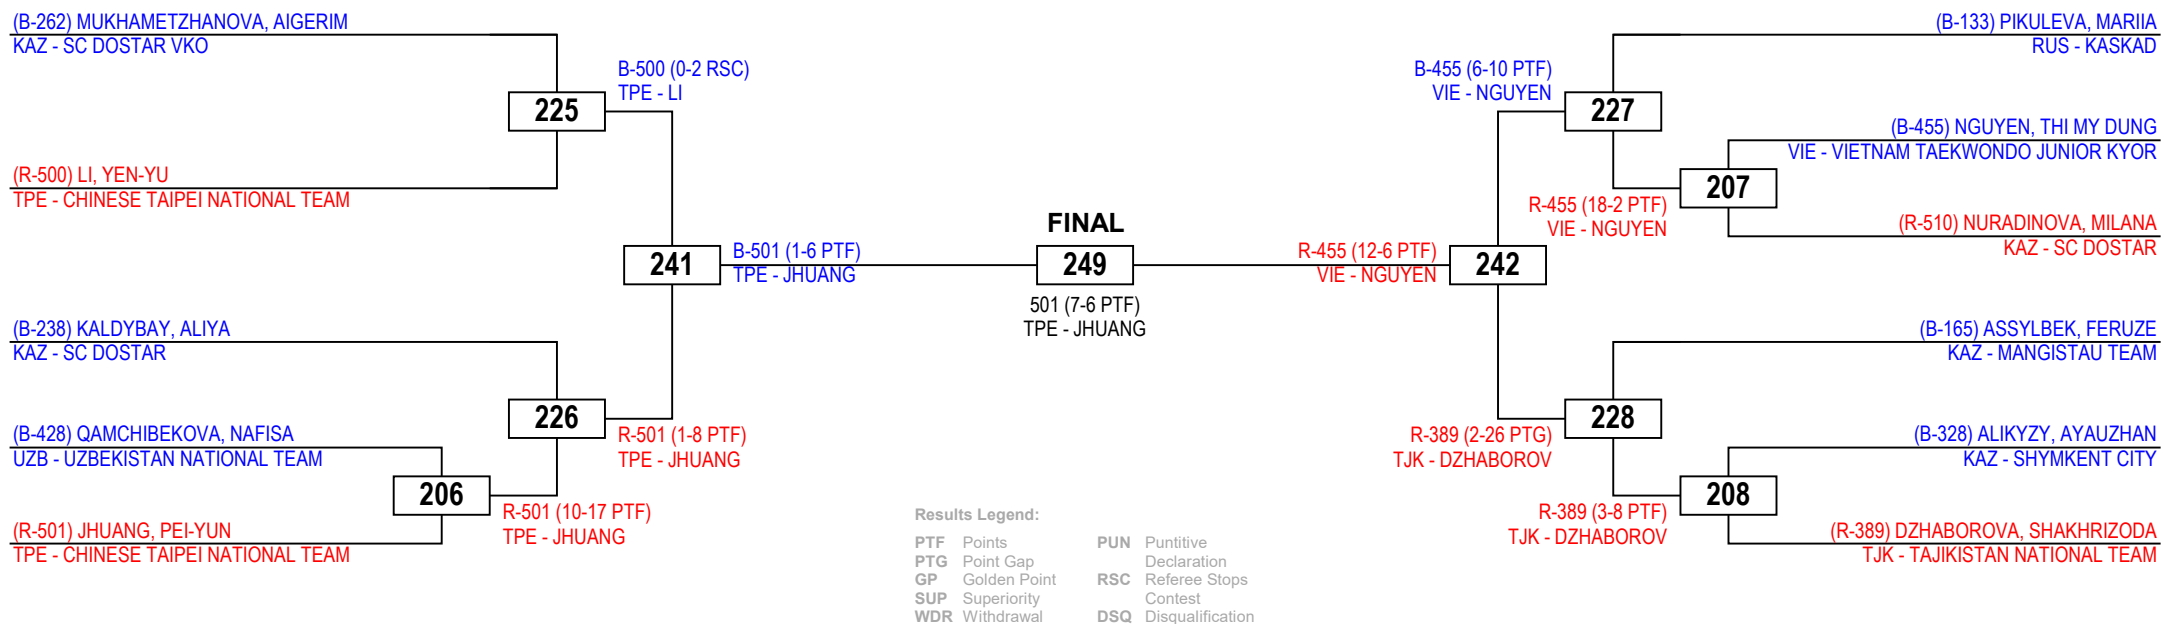 (B-262) MUKHAMETZHANOVA, AIGERIM
KAZ - SC DOSTAR VKO
B-500 (0-2 RSC)
TPE - LI
225
(R-500) LI, YEN-YU
TPE - CHINESE TAIPEI NATIONAL TEAM
241
B-501 (1-6 PTF)
TPE - JHUANG
(B-238) KALDYBAY, ALIYA
KAZ - SC DOSTAR
226
R-501 (1-8 PTF)
TPE - JHUANG
(B-428) QAMCHIBEKOVA, NAFISA
UZB - UZBEKISTAN NATIONAL TEAM
206
R-501 (10-17 PTF)
TPE - JHUANG
(R-501) JHUANG, PEI-YUN
TPE - CHINESE TAIPEI NATIONAL TEAM
FINAL
249
501 (7-6 PTF)
TPE - JHUANG
(B-133) PIKULEVA, MARIIA
RUS - KASKAD
B-455 (6-10 PTF)
VIE - NGUYEN
227
(B-455) NGUYEN, THI MY DUNG
VIE - VIETNAM TAEKWONDO JUNIOR KYOR
207
R-455 (18-2 PTF)
VIE - NGUYEN
(R-510) NURADINOVA, MILANA
KAZ - SC DOSTAR
R-455 (12-6 PTF)
VIE - NGUYEN
242
(B-165) ASSYLBEK, FERUZE
KAZ - MANGISTAU TEAM
228
R-389 (2-26 PTG)
TJK - DZHABOROV
(B-328) ALIKYZY, AYAUZHAN
KAZ - SHYMKENT CITY
208
R-389 (3-8 PTF)
TJK - DZHABOROV
(R-389) DZHABOROVA, SHAKHRIZODA
TJK - TAJIKISTAN NATIONAL TEAM
Results Legend:
PTF Points
PTG Point Gap
GP Golden Point
SUP Superiority
WDR Withdrawal
PUN Puntitive
Declaration
RSC Referee Stops
Contest
DSQ Disqualification